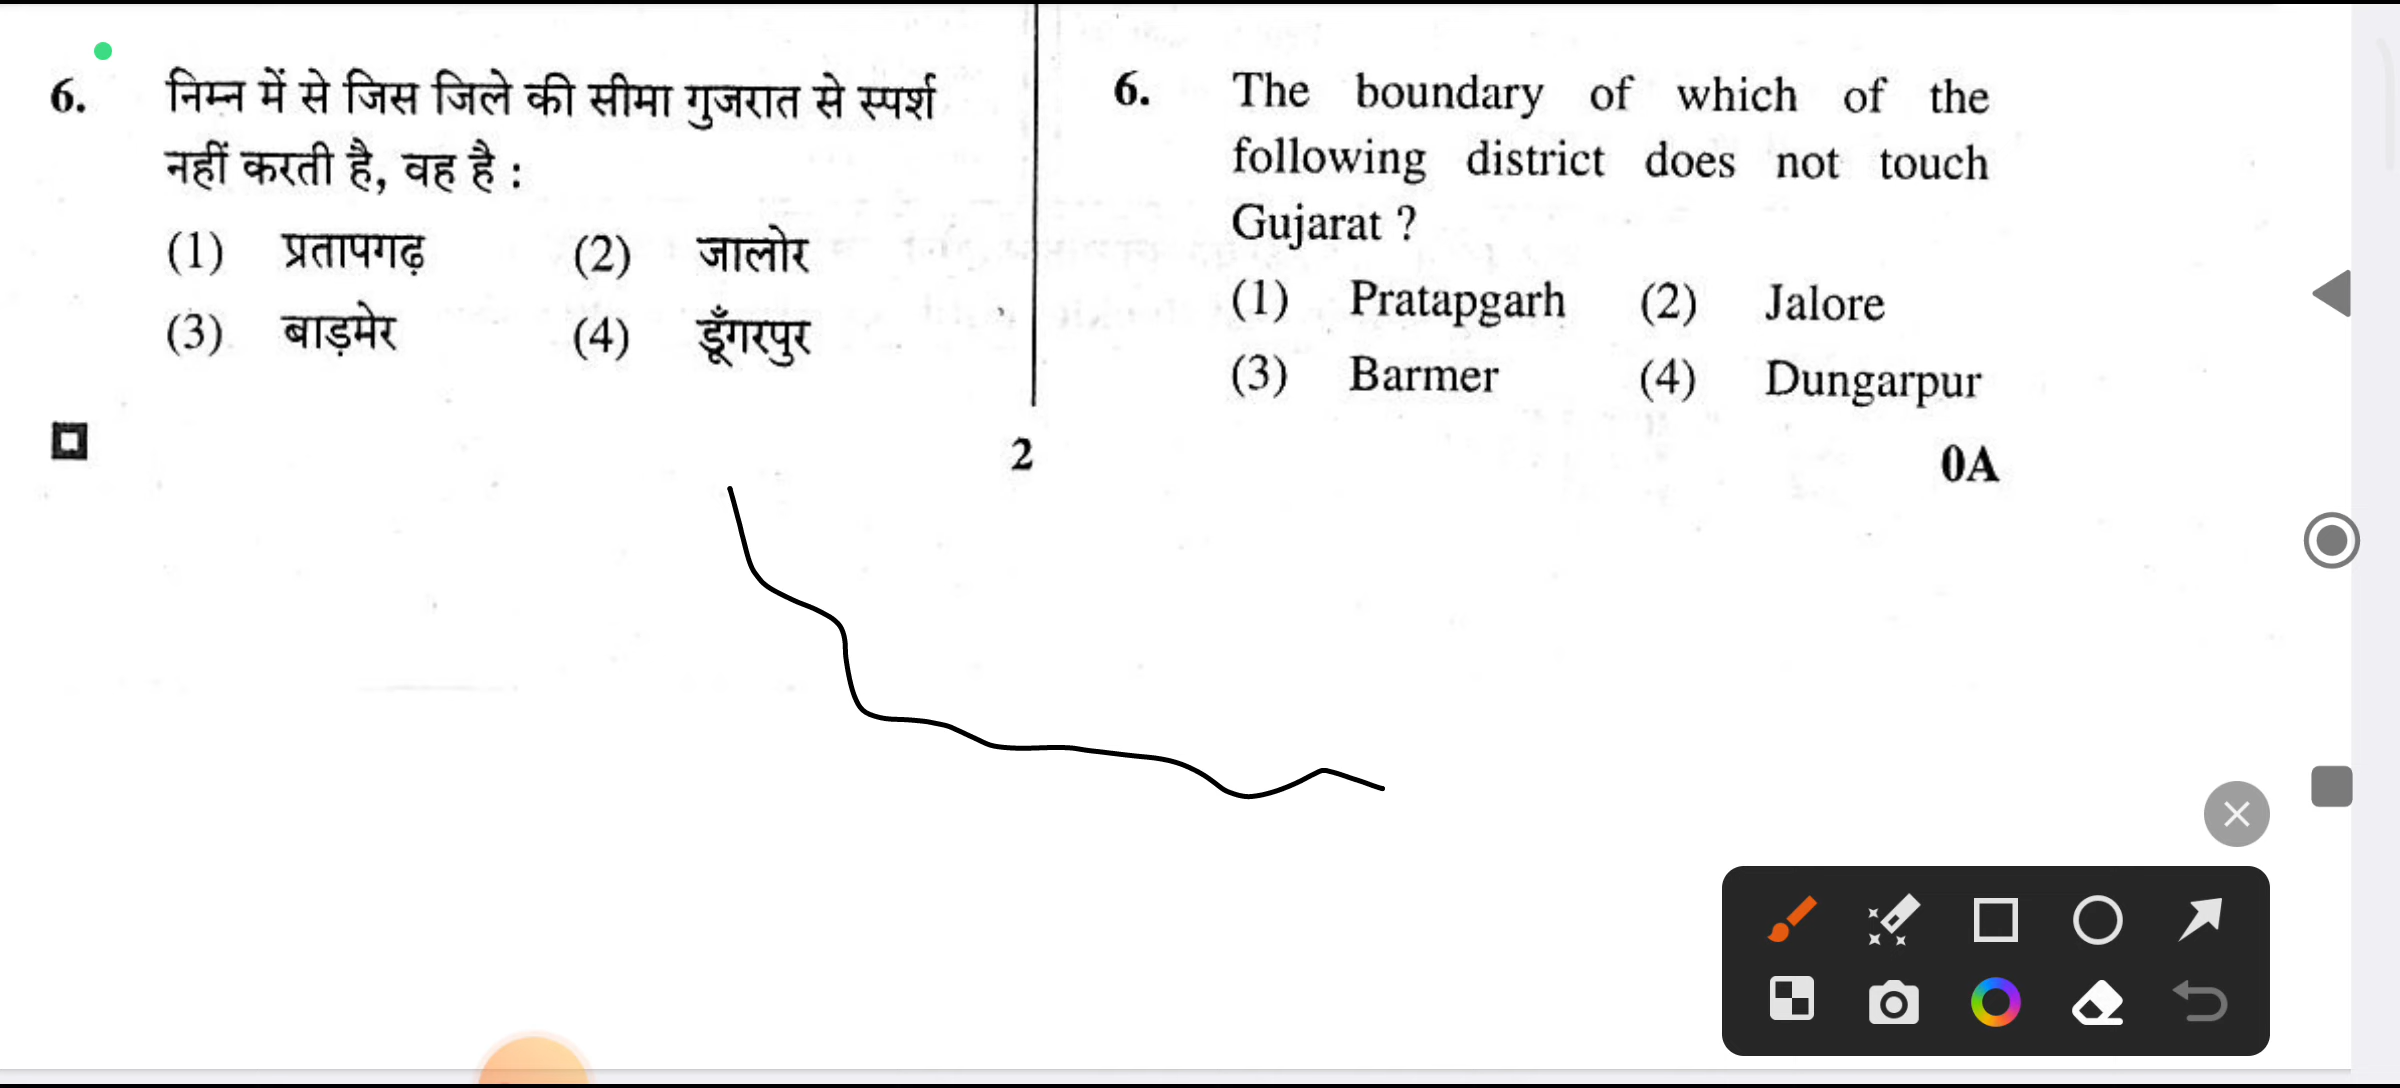 6. निम्न में से जिस जिले की सीमा गुजरात से स्पर्श
नहीं करती है, वह है :
(1) प्रतापगढ़ (2) जालोर
(3) बाड़मेर (4) डूँगरपुर
6. The boundary of which of the
following district does not touch
Gujarat ?
(1) Pratapgarh (2) Jalore
(3) Barmer (4) Dungarpur
2
0A